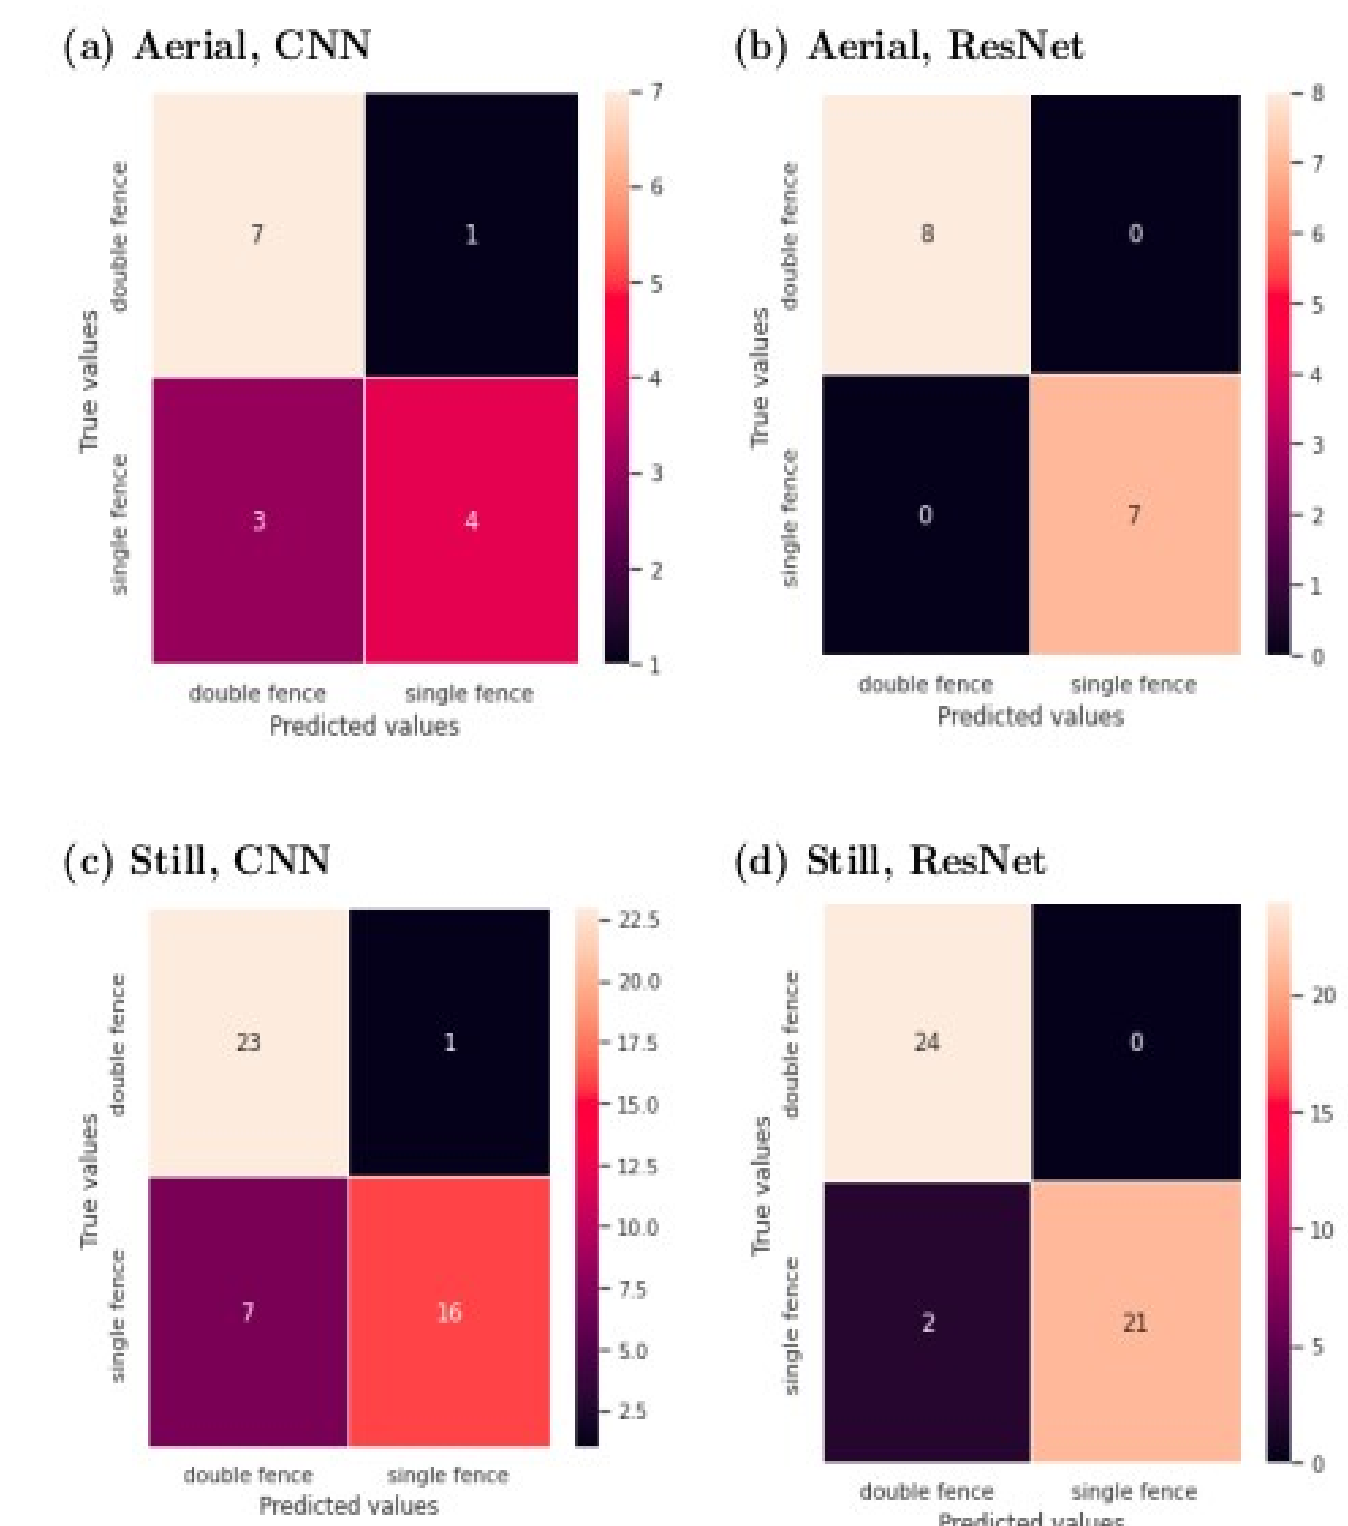 (a) Aerial, CNN
True values
double fence
single fence
7 1
3 4
double fence single fence
Predicted values
7
6
5
4
3
2
1
(b) Aerial, ResNet
True values
double fence
single fence
8 0
0 7
double fence single fence
Predicted values
8
7
6
5
4
3
2
1
0
(c) Still, CNN
True values
double fence
single fence
23 1
7 16
double fence single fence
Predicted values
22.5
20.0
17.5
15.0
12.5
10.0
7.5
5.0
2.5
(d) Still, ResNet
True values
double fence
single fence
24 0
2 21
double fence single fence
Predicted values
20
15
10
5
0